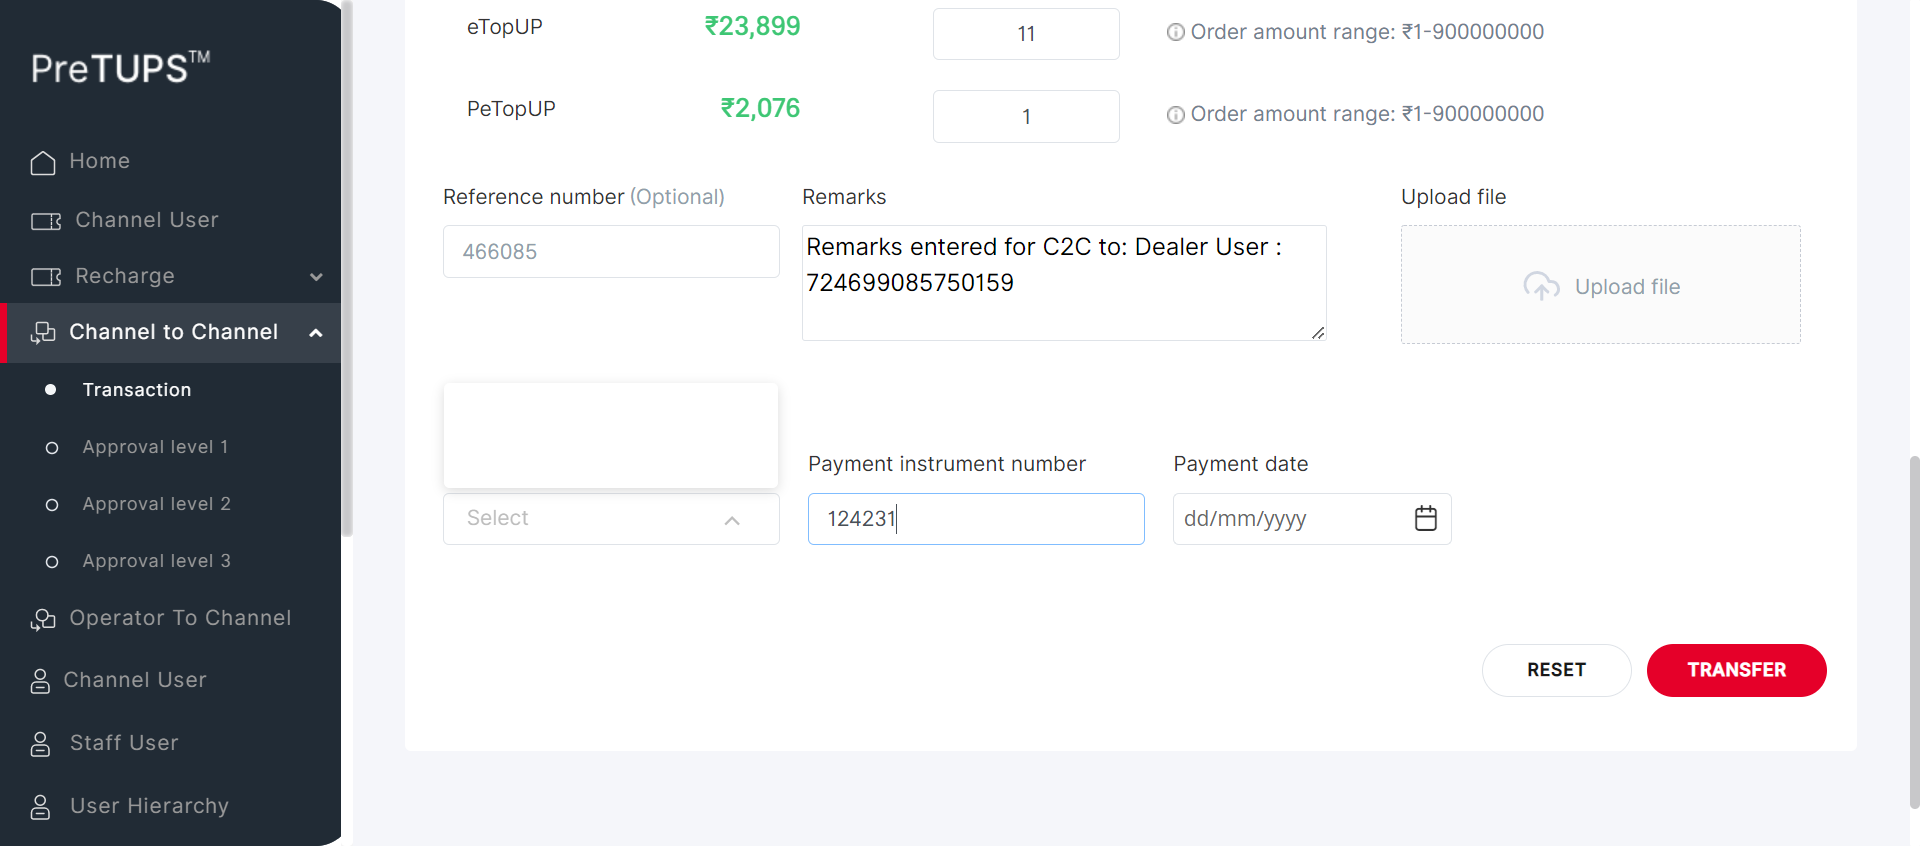 PreTUPS™
Home
Channel User
Recharge
Channel to Channel
Transaction
Approval level 1
Approval level 2
Approval level 3
Operator To Channel
Channel User
Staff User
User Hierarchy
eTopUP ₹23,899 11 Order amount range: ₹1-900000000
PeTopUP ₹2,076 1 Order amount range: ₹1-900000000
Reference number (Optional) Remarks Upload file
466085
Remarks entered for C2C to: Dealer User :
724699085750159
Upload file
Payment instrument number Payment date
Select 124231 dd/mm/yyyy
RESET TRANSFER